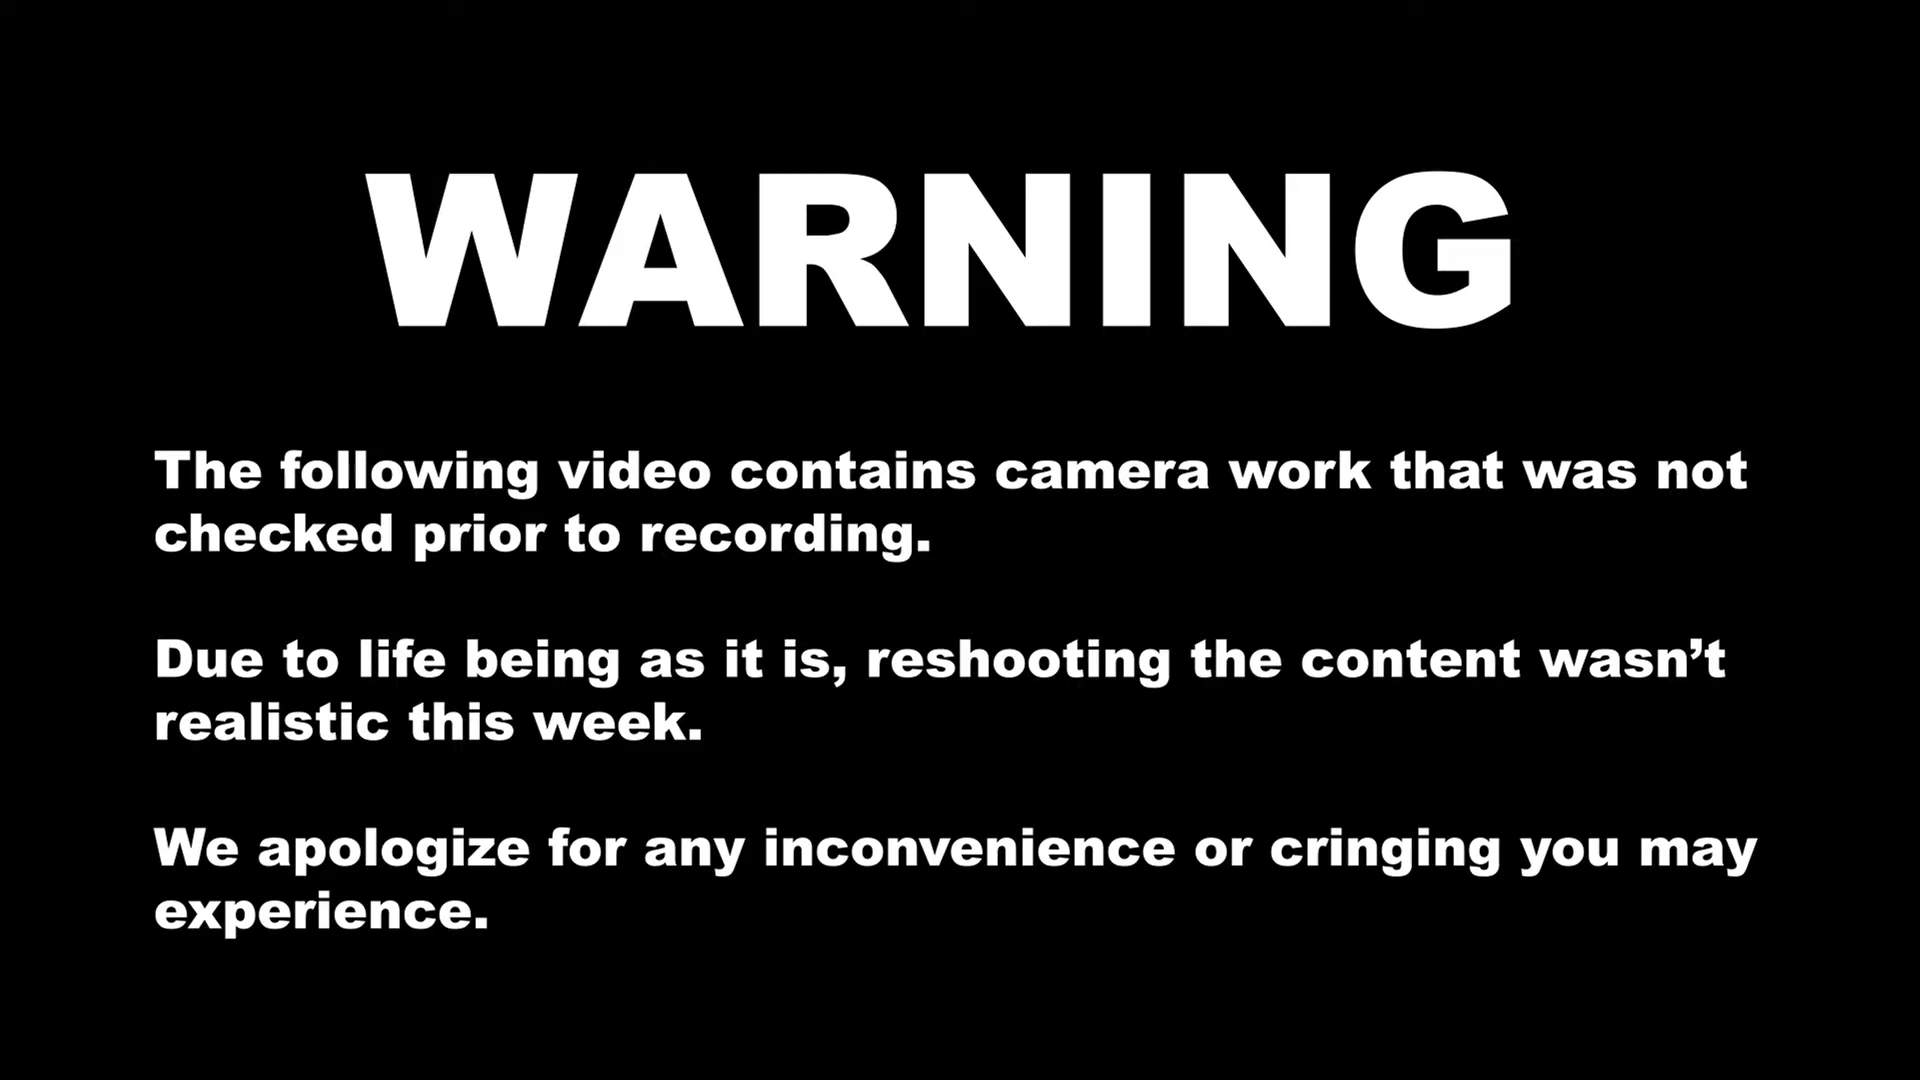 WARNING
The following video contains camera work that was not
checked prior to recording.
Due to life being as it is, reshooting the content wasn’t
realistic this week.
We apologize for any inconvenience or cringing you may
experience.